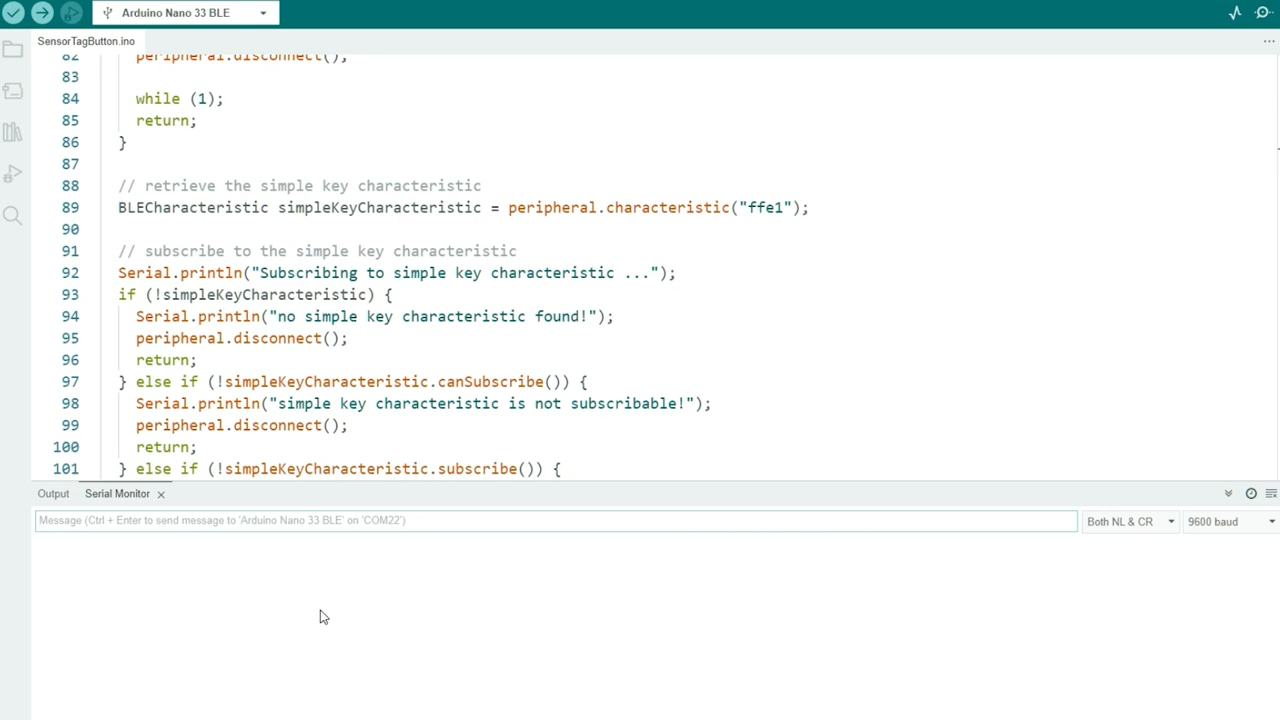 Arduino Nano 33 BLE
SensorTagButton.ino
82 peripheral.disconnect();
83
84 while (1);
85 return;
86 }
87
88 // retrieve the simple key characteristic
89 BLECharacteristic simpleKeyCharacteristic = peripheral.characteristic("ffe1");
90
91 // subscribe to the simple key characteristic
92 Serial.println("Subscribing to simple key characteristic ...");
93 if (!simpleKeyCharacteristic) {
94 Serial.println("no simple key characteristic found!");
95 peripheral.disconnect();
96 return;
97 } else if (!simpleKeyCharacteristic.canSubscribe()) {
98 Serial.println("simple key characteristic is not subscribable!");
99 peripheral.disconnect();
100 return;
101 } else if (!simpleKeyCharacteristic.subscribe()) {
Output Serial Monitor
Message (Ctrl + Enter to send message to 'Arduino Nano 33 BLE' on 'COM22') Both NL & CR 9600 baud